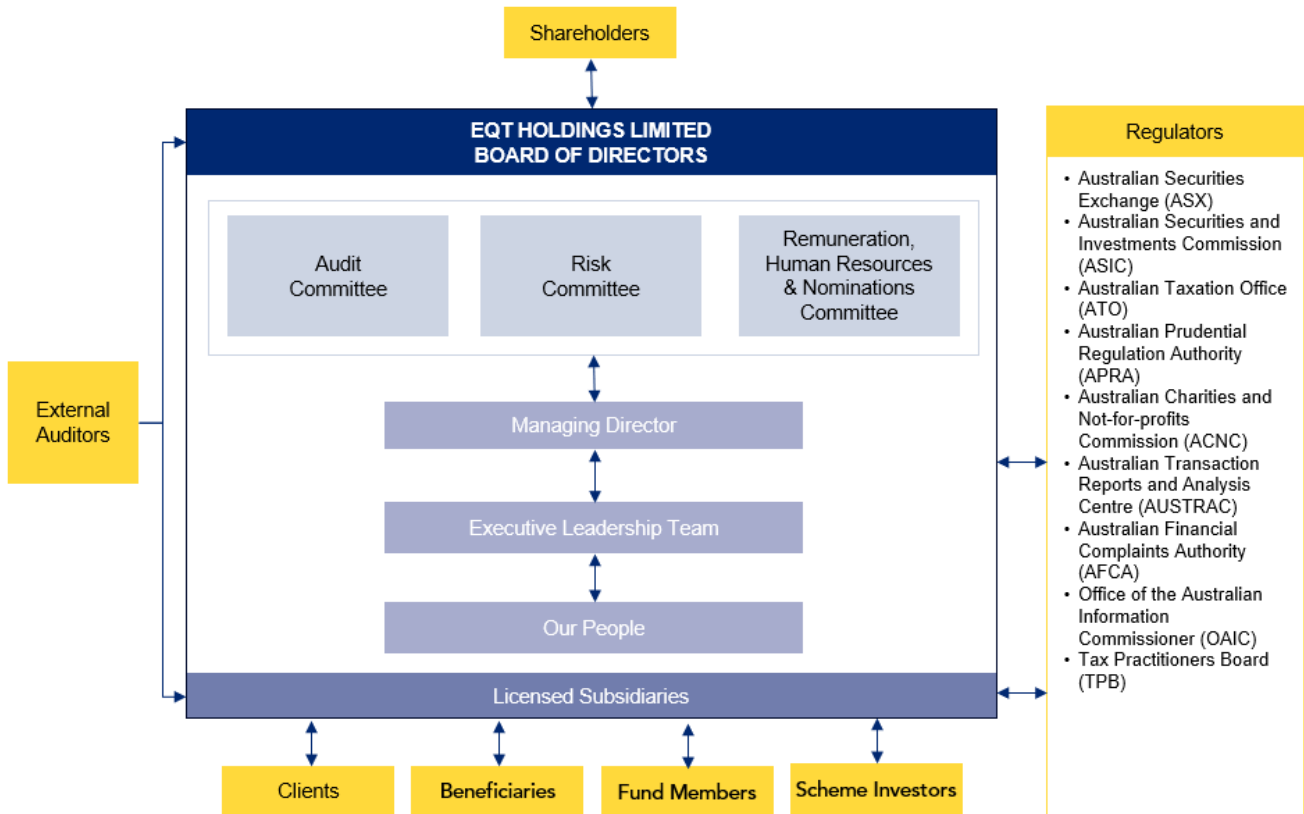 Shareholders
EQT HOLDINGS LIMITED
BOARD OF DIRECTORS
Audit
Committee
Risk
Committee
Remuneration,
Human Resources
& Nominations
Committee
Managing Director
Executive Leadership Team
Our People
Licensed Subsidiaries
External
Auditors
Clients
Beneficiaries
Fund Members
Scheme Investors
Regulators
• Australian Securities
Exchange (ASX)
• Australian Securities and
Investments Commission
(ASIC)
• Australian Taxation Office
(ATO)
• Australian Prudential
Regulation Authority
(APRA)
• Australian Charities and
Not-for-profits
Commission (ACNC)
• Australian Transaction
Reports and Analysis
Centre (AUSTRAC)
• Australian Financial
Complaints Authority
(AFCA)
• Office of the Australian
Information
Commissioner (OAIC)
• Tax Practitioners Board
(TPB)